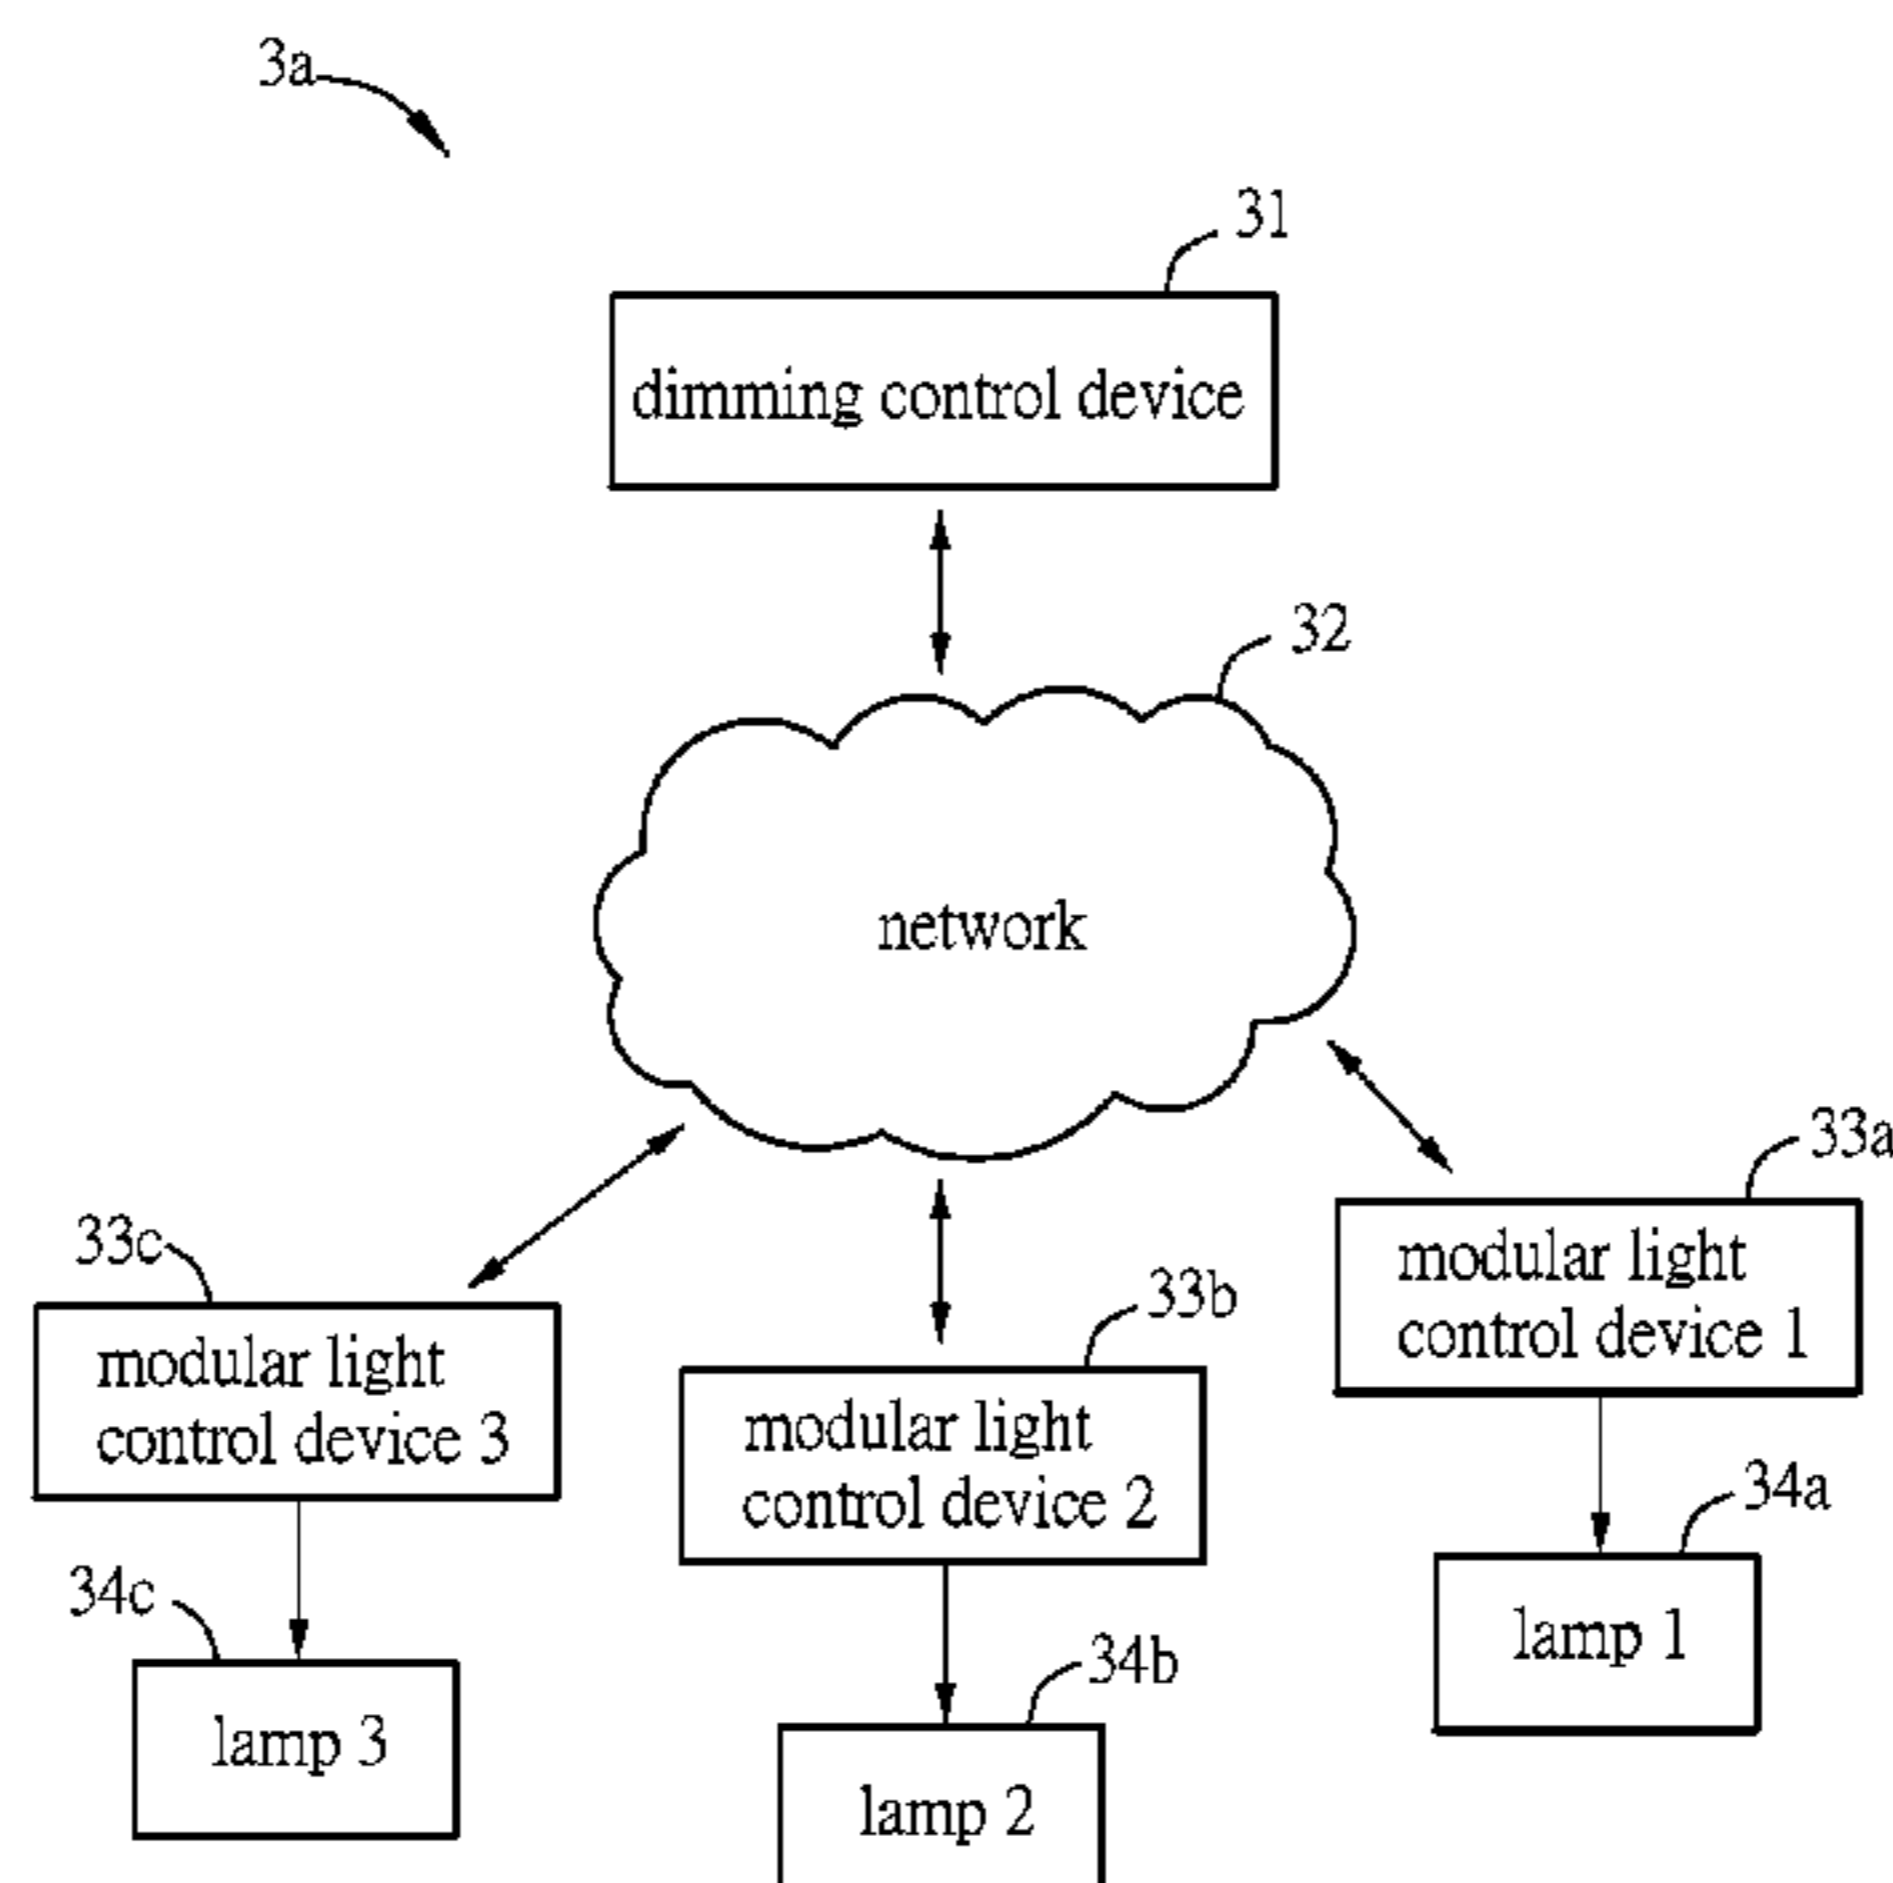 3a
31
dimming control device
32
network
33a
modular light
control device 1
33c
modular light
control device 3
33b
modular light
control device 2
34a
lamp 1
34c
lamp 3
34b
lamp 2